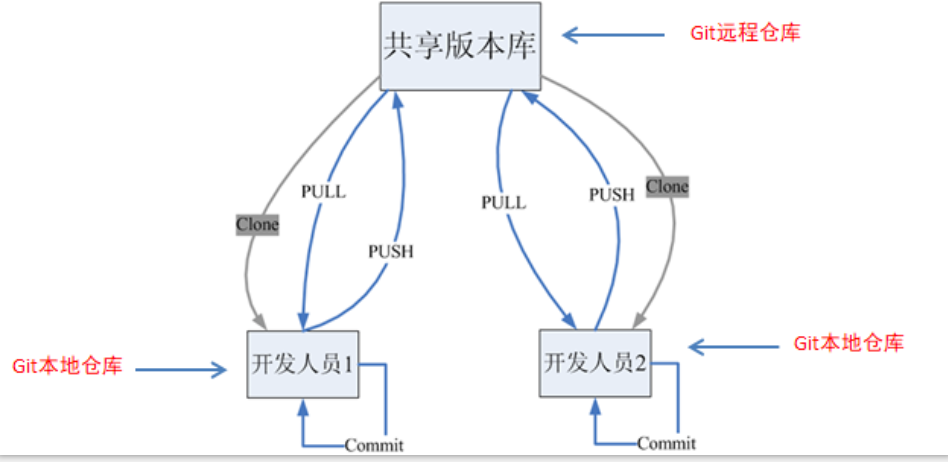 共享版本库
Git远程仓库
PULL
PUSH
Clone
PULL
PUSH
Clone
Git本地仓库
开发人员1
开发人员2
Git本地仓库
Commit
Commit